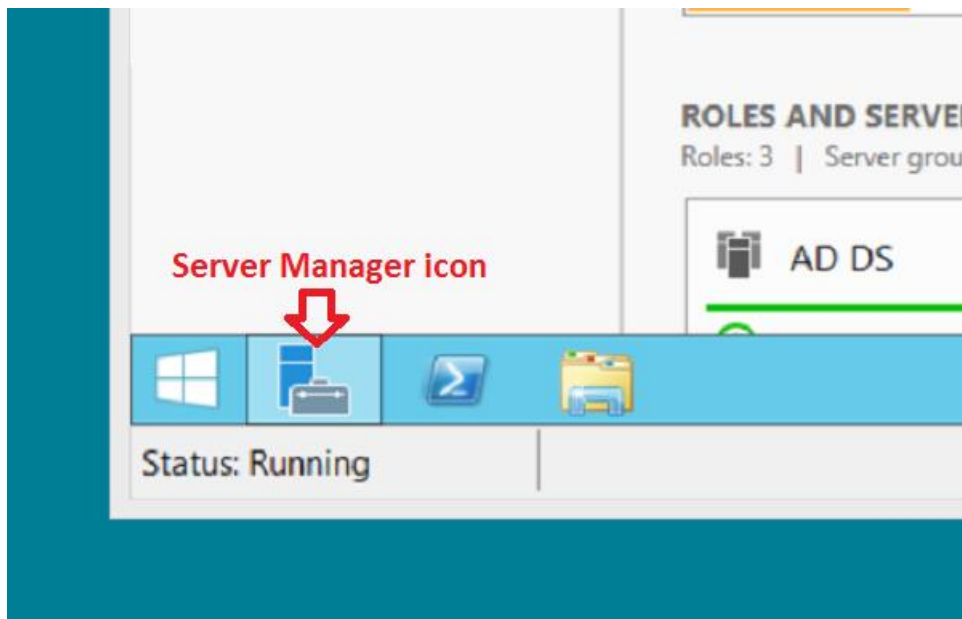 ROLES AND SERVE
Roles: 3 | Server grou
AD DS
Server Manager icon
Status: Running